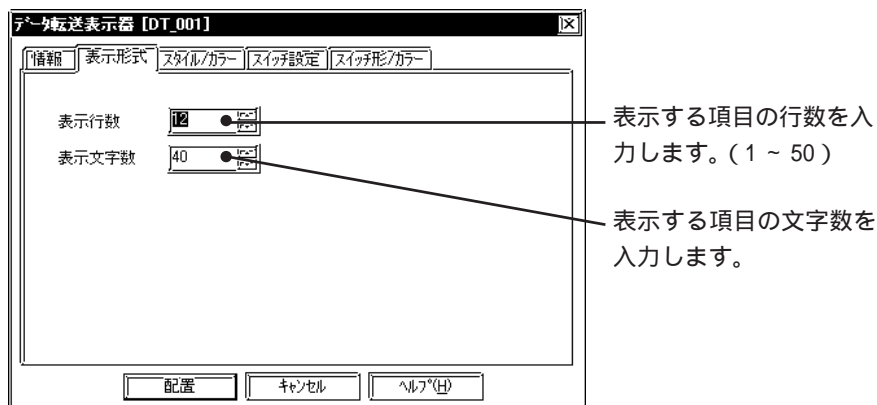 ﾃﾞｰﾀ転送表示器 [DT_001]
情報 表示形式 ｽﾀｲﾙ/ｶﾗｰ ｽｲｯﾁ設定 ｽｲｯﾁ形/ｶﾗｰ
表示行数 12
表示文字数 40
表示する項目の行数を入
力します。( 1 ~ 50 )
表示する項目の文字数を
入力します。
配置 ｷｬﾝｾﾙ ﾍﾙﾌﾟ(H)